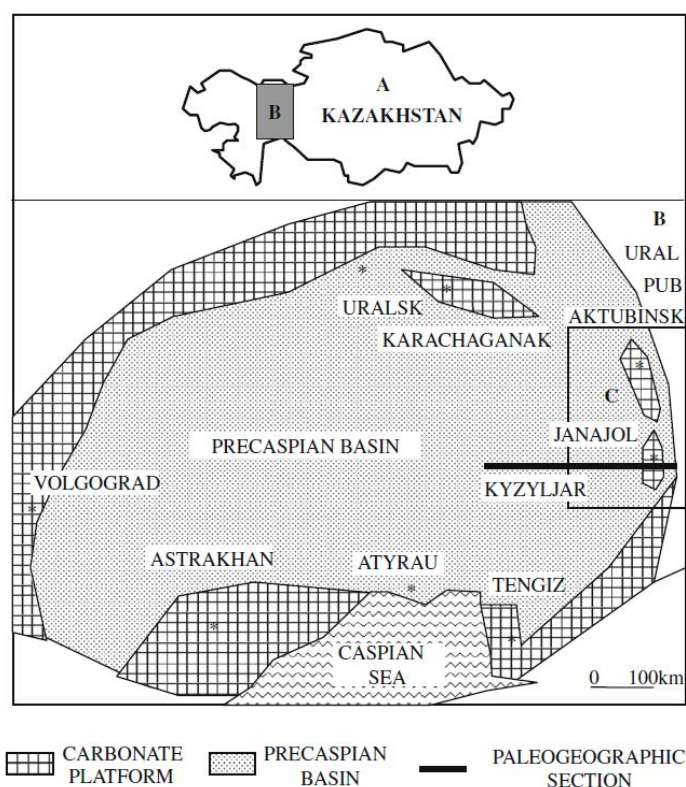 A
KAZAKHSTAN
B
B
URAL
PUB
AKTUBINSK
URALSK
KARACHAGANAK
C
JANAJOL
PRECASPIAN BASIN
KYZYLJAR
VOLGOGRAD
ASTRAKHAN
ATYRAU
TENGIZ
CASPIAN
SEA
0 100km
CARBONATE
PLATFORM
PRECASPIAN
BASIN
PALEOGEOGRAPHIC
SECTION